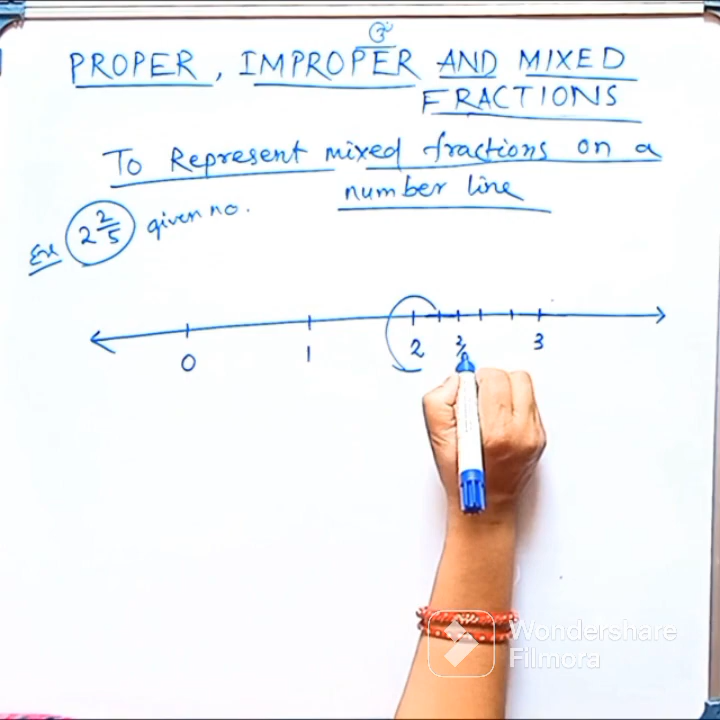 3
PROPER, IMPROPER AND MIXED
FRACTIONS
To Represent mixed fractions on a
number line
Ex 2 2/5 given no.
0 1 2 3
Wondershare
Filmora